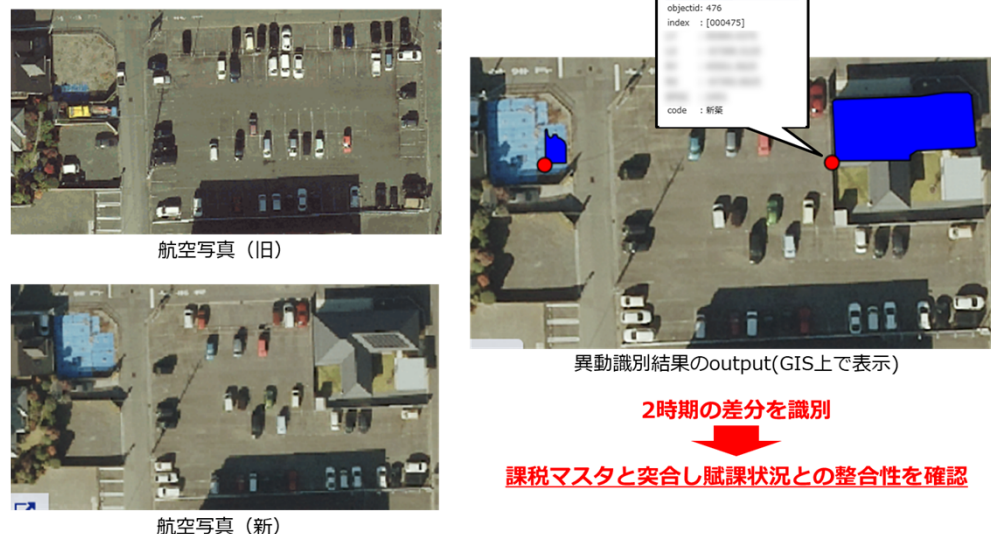 航空写真（旧）
航空写真（新）
objectid: 476
index : [000475]
code : 新築
異動識別結果のoutput(GIS上で表示)
2時期の差分を識別
課税マスタと突合し賦課状況との整合性を確認